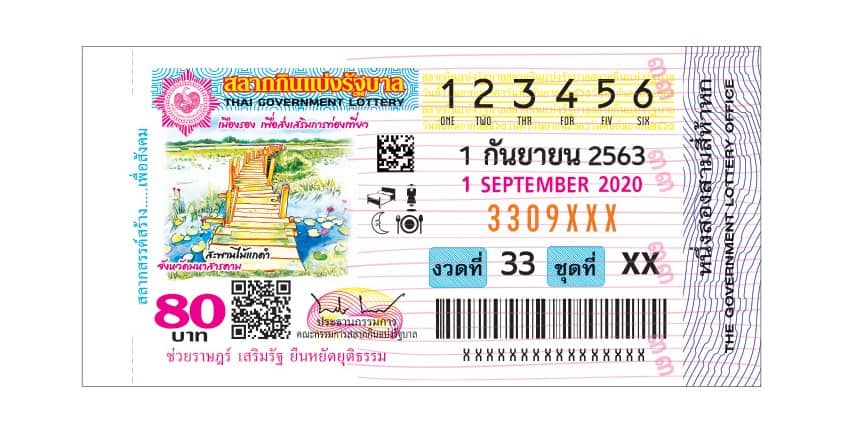 สลากกินแบ่งรัฐบาล
THAI GOVERNMENT LOTTERY
เมืองรอง เพื่อส่งเสริมการท่องเที่ยว
1 2 3 4 5 6
ONE TWO THR FOR FIV SIX
1 กันยายน 2563
1 SEPTEMBER 2020
3309XXX
งวดที่ 33 ชุดที่ XX
สะพานไม้แกดำ
จังหวัดมหาสารคาม
80
บาท
ประธานกรรมการ
คณะกรรมการสลากกินแบ่งรัฐบาล
ช่วยราษฎร์ เสริมรัฐ ยืนหยัดยุติธรรม
XXXXXXXXXXXXXXXX
สลากสรรค์สร้าง.....เพื่อสังคม
หนึ่งสองสามสี่ห้าหก
THE GOVERNMENT LOTTERY OFFICE
๓๓
๓๓
๓๓
๓๓